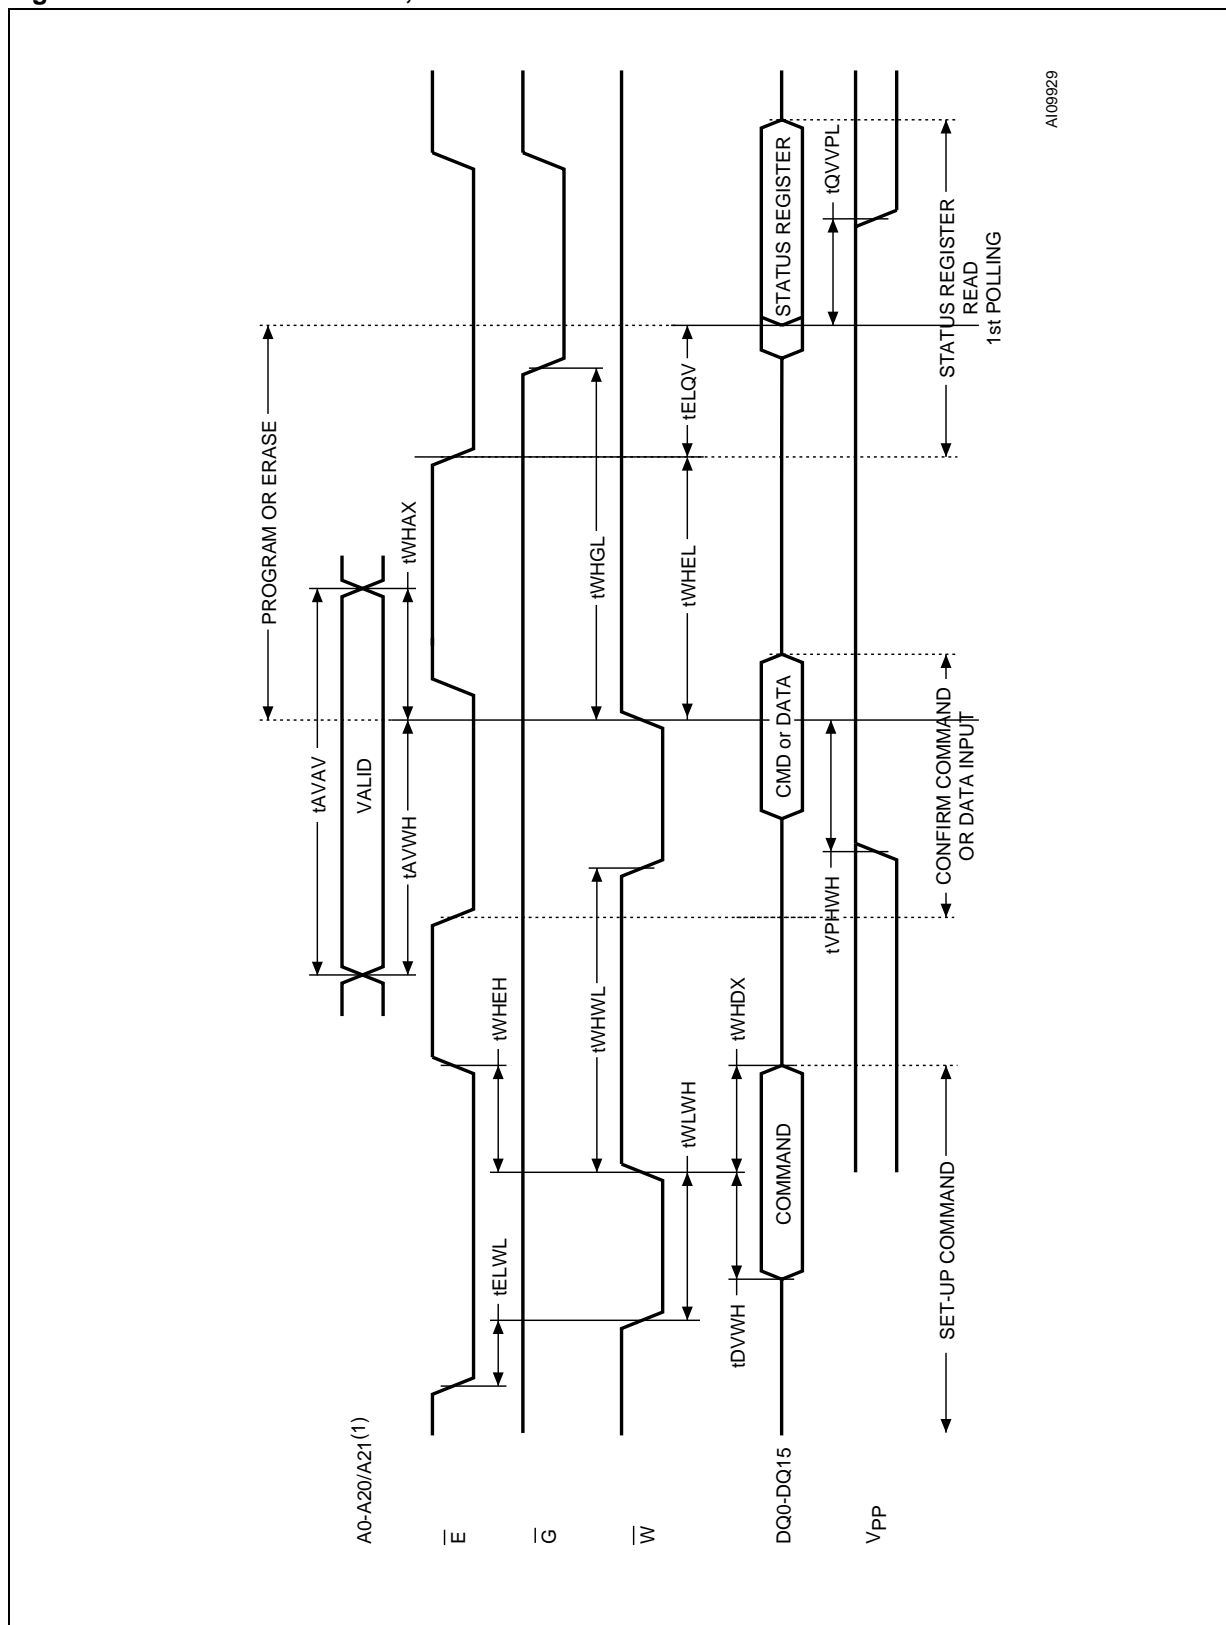 A0-A20/A21(1)
E
G
W
DQ0-DQ15
VPP
tAVAV
VALID
tAVWH
tWHAX
PROGRAM OR ERASE
tELWL
tWHEH
tWHWL
tWHGL
tWLWH
tWHEL
tELQV
tDVWH
tWHDX
COMMAND
CMD or DATA
STATUS REGISTER
tVPHWH
tQVVPL
SET-UP COMMAND
CONFIRM COMMAND
OR DATA INPUT
STATUS REGISTER
READ
1st POLLING
AI09929